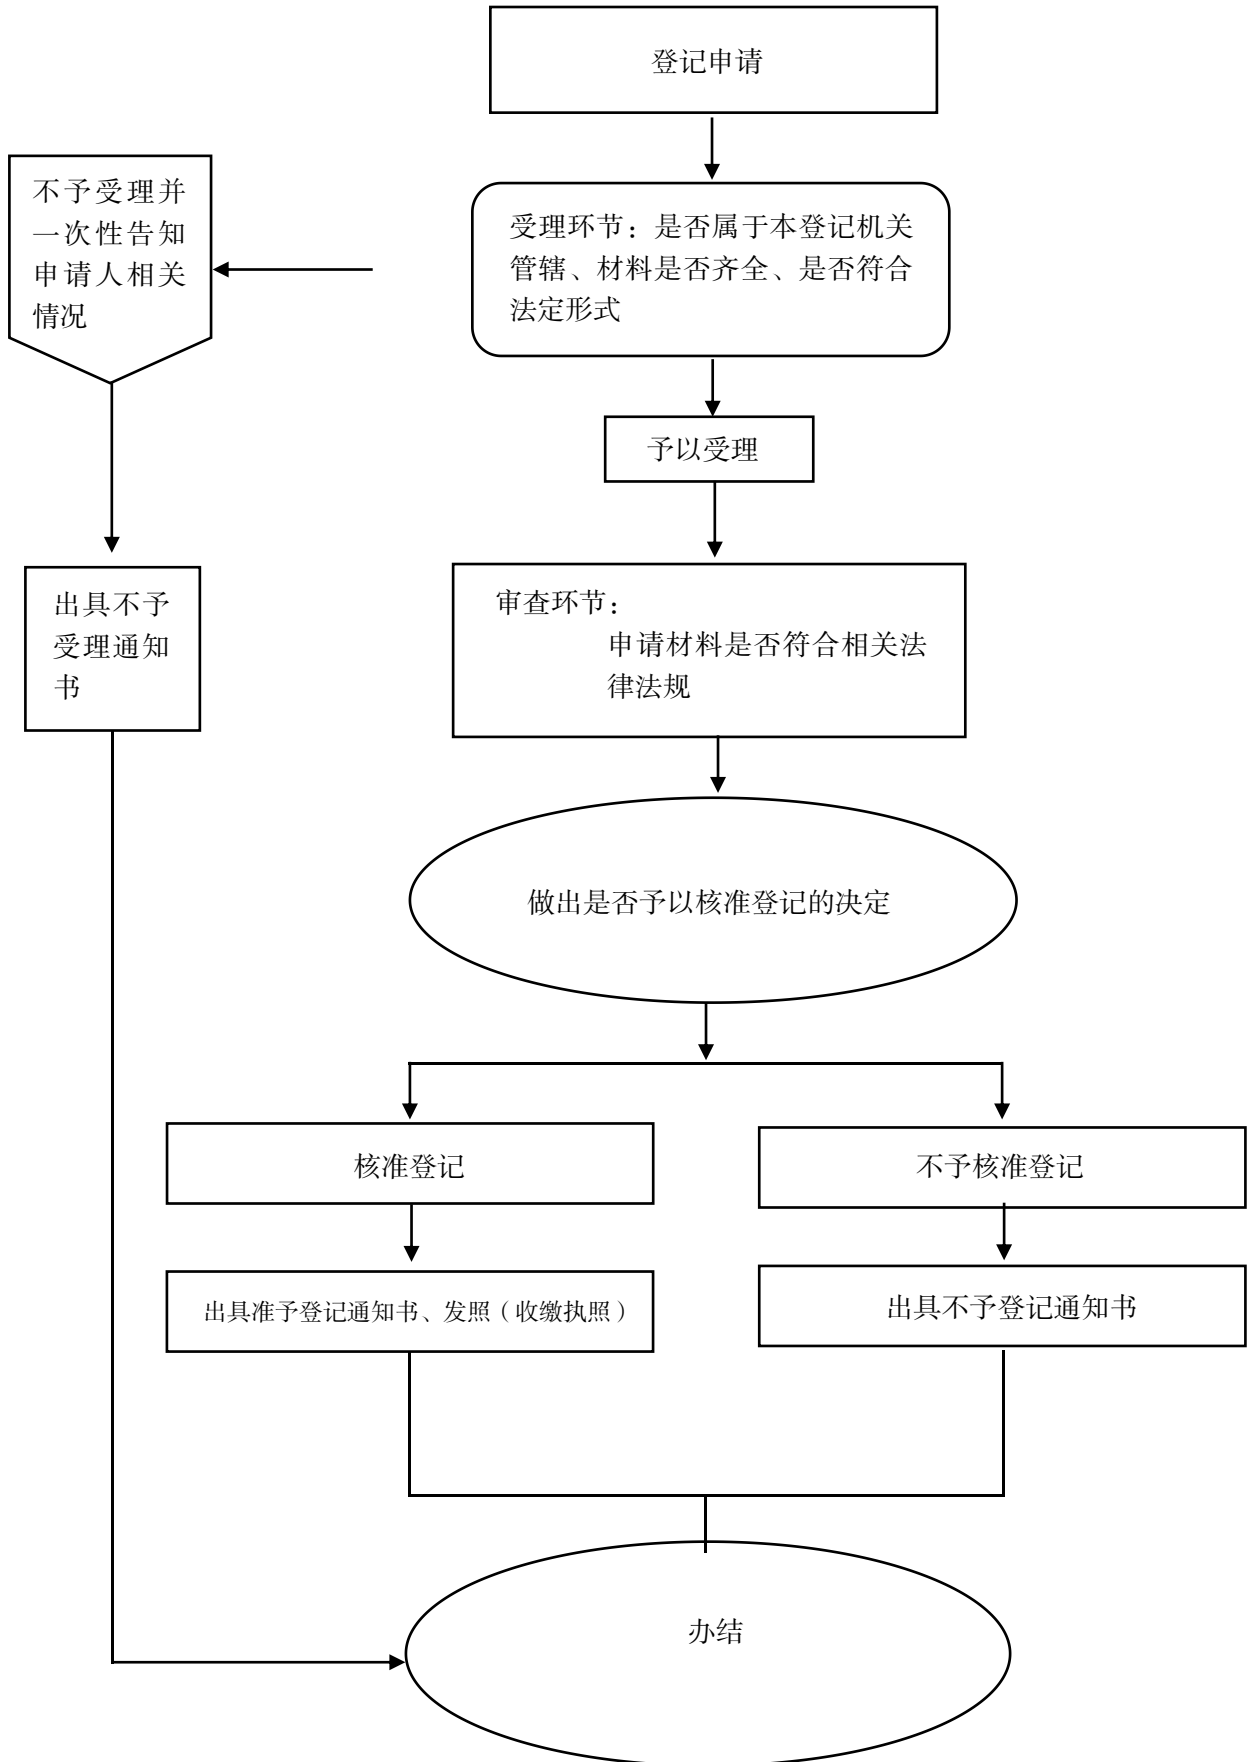 登记申请
不予受理并
一次性告知
申请人相关
情况
受理环节：是否属于本登记机关
管辖、材料是否齐全、是否符合
法定形式
予以受理
出具不予
受理通知
书
审查环节：
申请材料是否符合相关法
律法规
做出是否予以核准登记的决定
核准登记
不予核准登记
出具准予登记通知书、发照（收缴执照）
出具不予登记通知书
办结